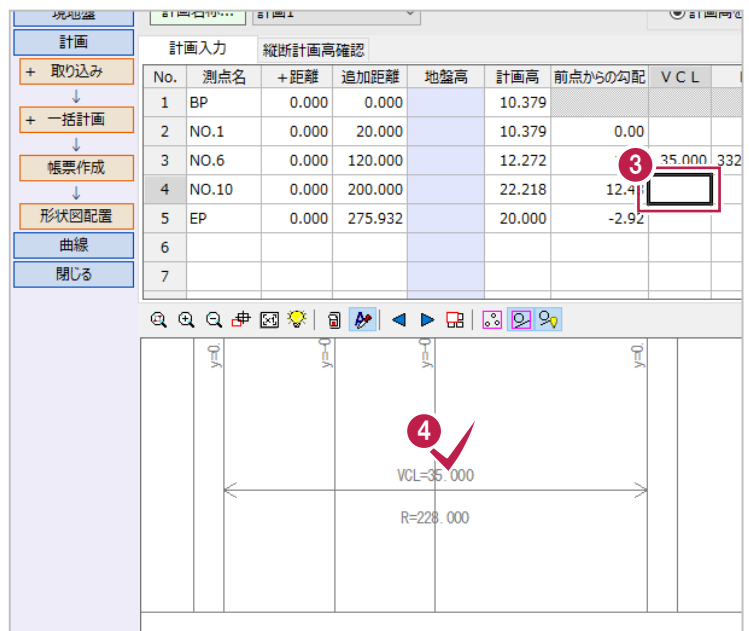 現地盤
計画
+ 取り込み
↓
+ 一括計画
↓
帳票作成
↓
形状図配置
曲線
閉じる
計画名称... 計画1
計画入力 縦断計画高確認
No. 測点名 +距離 追加距離 地盤高 計画高 前点からの勾配 VCL
1 BP 0.000 0.000 10.379
2 NO.1 0.000 20.000 10.379 0.00
3 NO.6 0.000 120.000 12.272 35.000 332
4 NO.10 0.000 200.000 22.218 12.43
5 EP 0.000 275.932 20.000 -2.92
6
7
3
y=0. y=-0 y=-0 y=0.
4
VCL=35.000
R=228.000